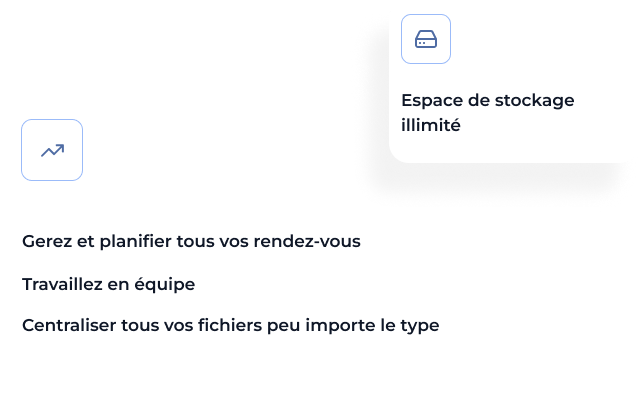 Espace de stockage
illimité
Gerez et planifier tous vos rendez-vous
Travaillez en équipe
Centraliser tous vos fichiers peu importe le type